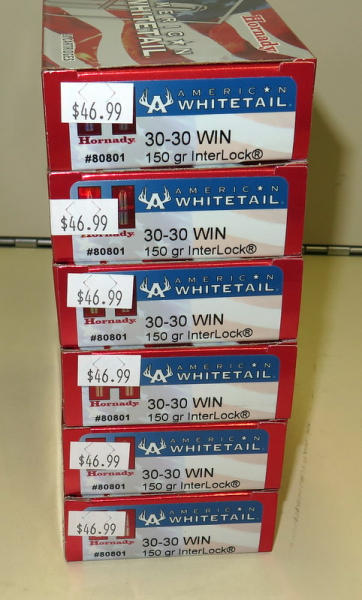 Hornady
AMERICAN
WHITETAIL
CARTRIDGES
$46.99
AMERICAN
WHITETAIL®
30-30 WIN
Hornady®
#80801
150 gr InterLock®
$46.99
AMERICAN
WHITETAIL®
30-30 WIN
Hornady
#80801
150 gr InterLock®
$46.99
AMERICAN
WHITETAIL®
30-30 WIN
Hornady
#80801
150 gr InterLock®
$46.99
AMERICAN
WHITETAIL®
30-30 WIN
Hornady
#80801
150 gr InterLock®
$46.99
AMERICAN
WHITETAIL®
30-30 WIN
#80801
150 gr InterLock®
$46.99
AMERICAN
WHITETAIL®
30-30 WIN
Hornady
#80801
150 gr InterLock®